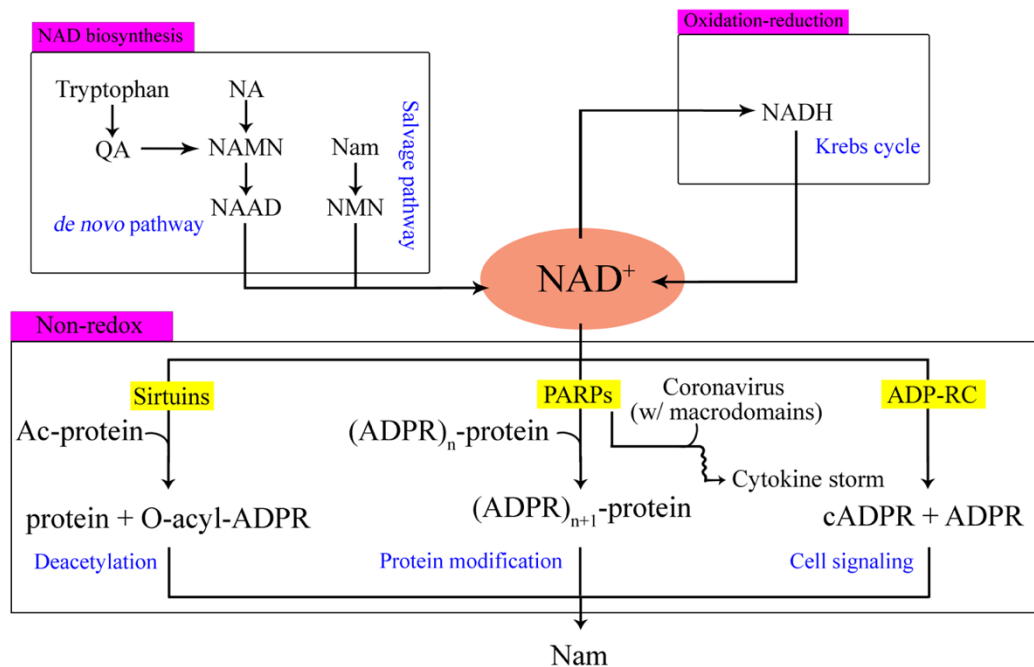 NAD biosynthesis
Tryptophan
NA
QA
NAMN
Nam
NAAD
NMN
de novo pathway
Salvage pathway
Oxidation-reduction
NADH
Krebs cycle
NAD⁺
Non-redox
Sirtuins
PARPs
Coronavirus
(w/ macrodomains)
ADP-RC
Ac-protein
(ADPR)ₙ-protein
Cytokine storm
protein + O-acyl-ADPR
(ADPR)ₙ₊₁-protein
cADPR + ADPR
Deacetylation
Protein modification
Cell signaling
Nam